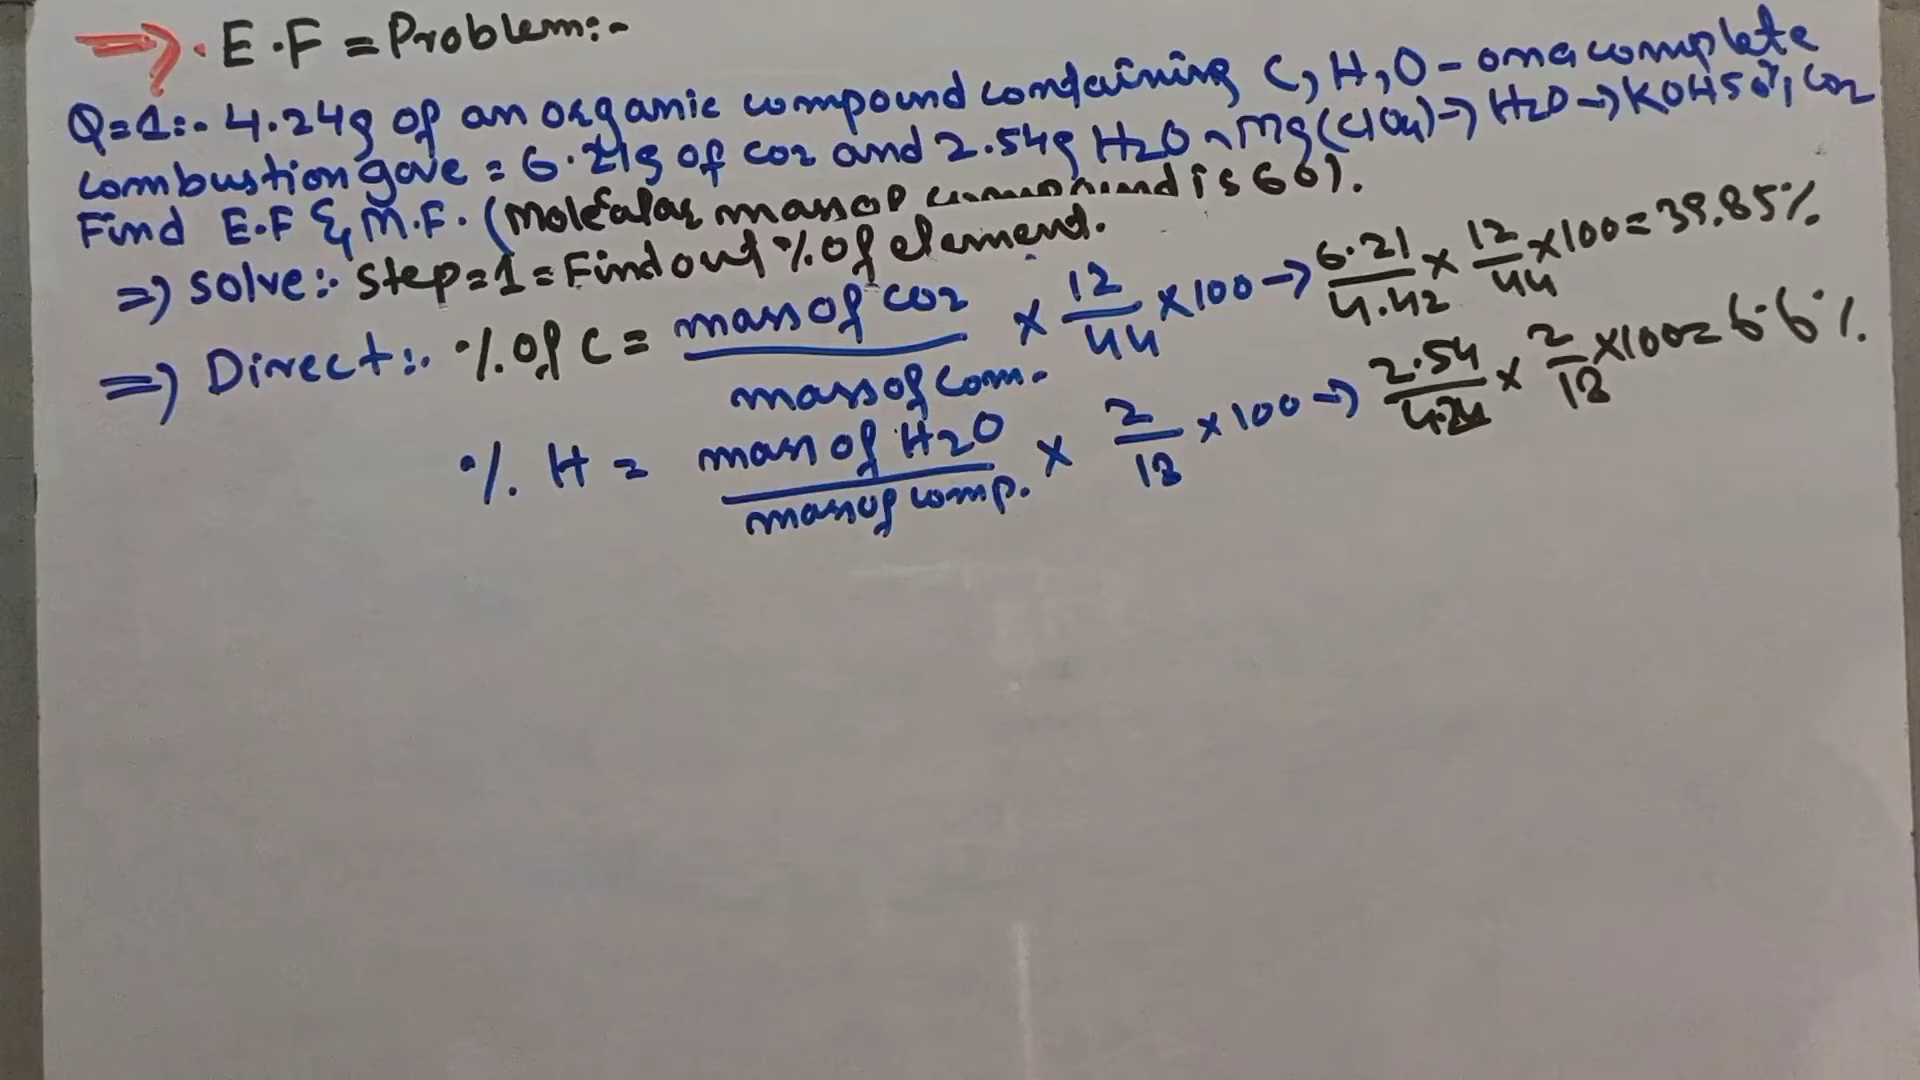 → . E.F = Problem:-
Q=1:- 4.24g of an organic compound containing C, H, O - on a complete
combustion gave = 6.21g of CO2 and 2.54g H2O Mg(ClO4) → H2O → KOH 50%, CO2
Find E.F & M.F. (Molecular mass of compound is 60).
⇒ Solve:- Step=1= Find out % of element.
⇒ Direct:- % of C = mass of CO2 / mass of com. × 12/44 × 100 → 6.21/4.42 × 12/44 × 100 = 39.85%
% H = mass of H2O / mass of comp. × 2/18 × 100 → 2.54/4.24 × 2/18 × 100 = 6.6%